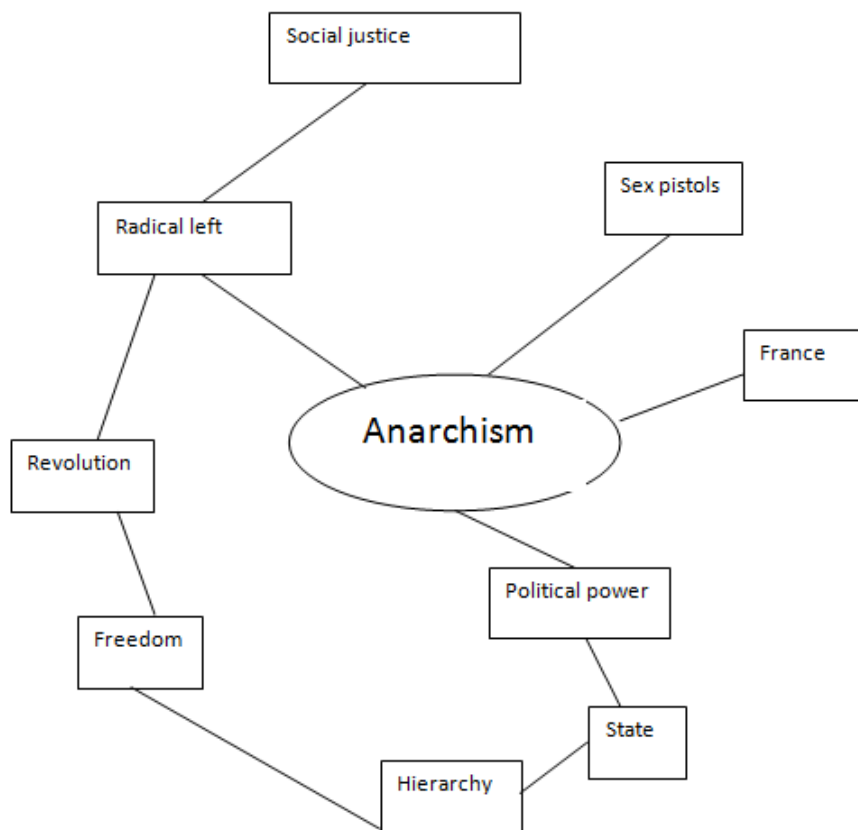 Social justice
Sex pistols
Radical left
France
Anarchism
Revolution
Political power
Freedom
State
Hierarchy